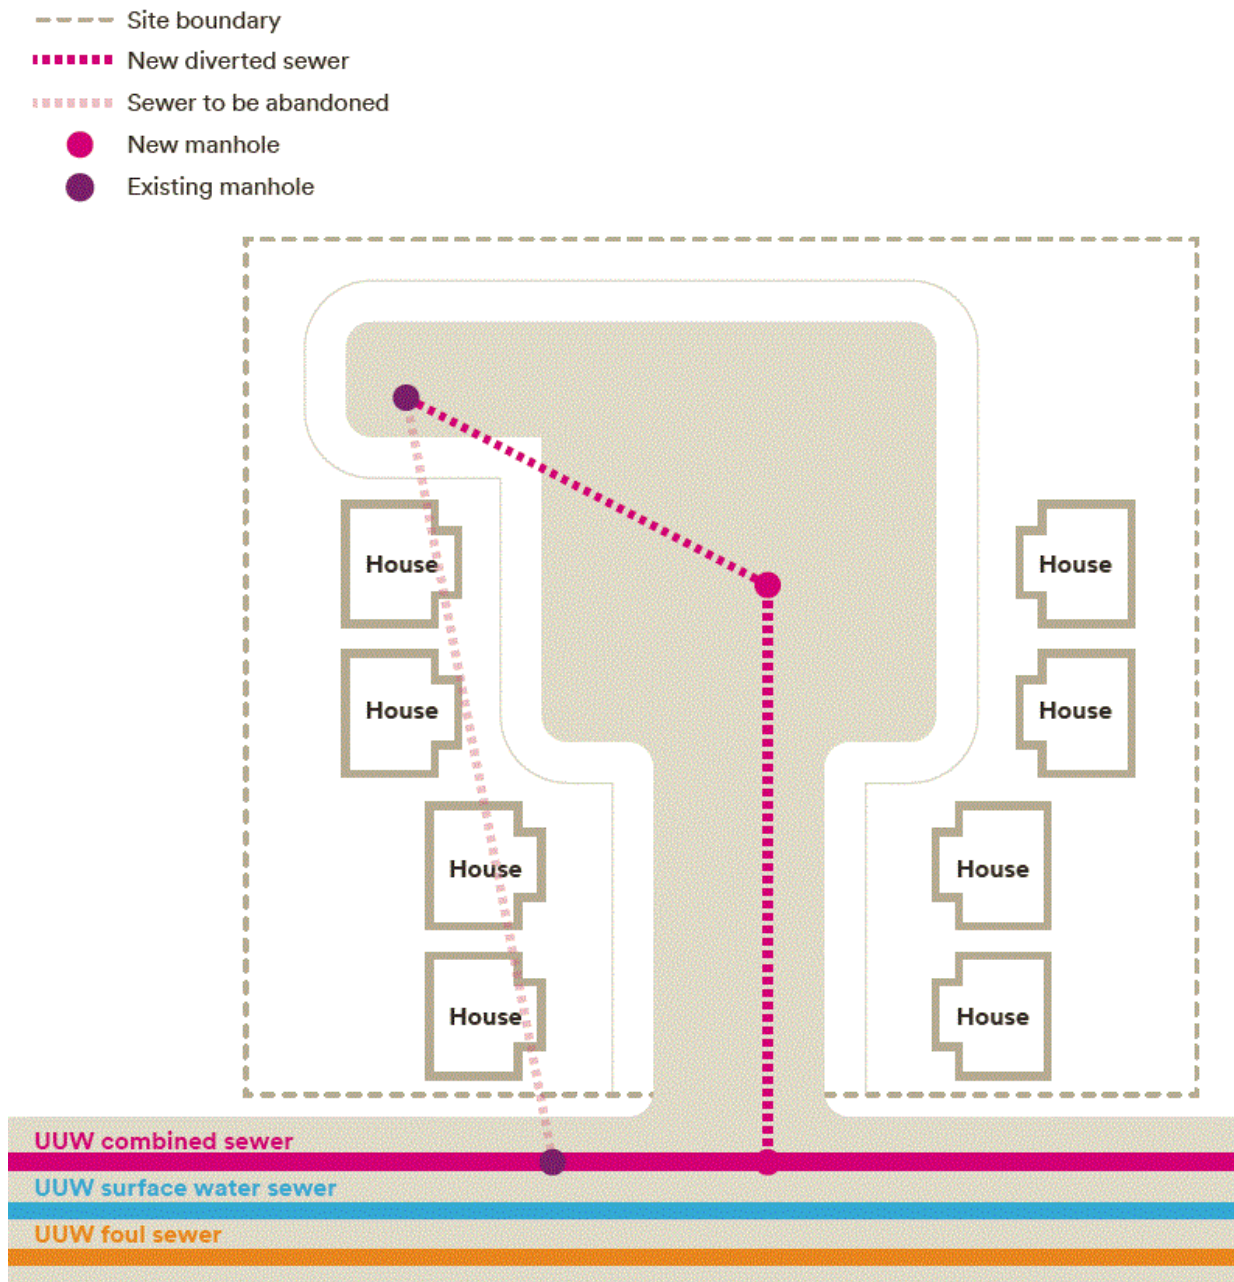 Site boundary
New diverted sewer
Sewer to be abandoned
New manhole
Existing manhole
House
House
House
House
House
House
House
House
UUW combined sewer
UUW surface water sewer
UUW foul sewer